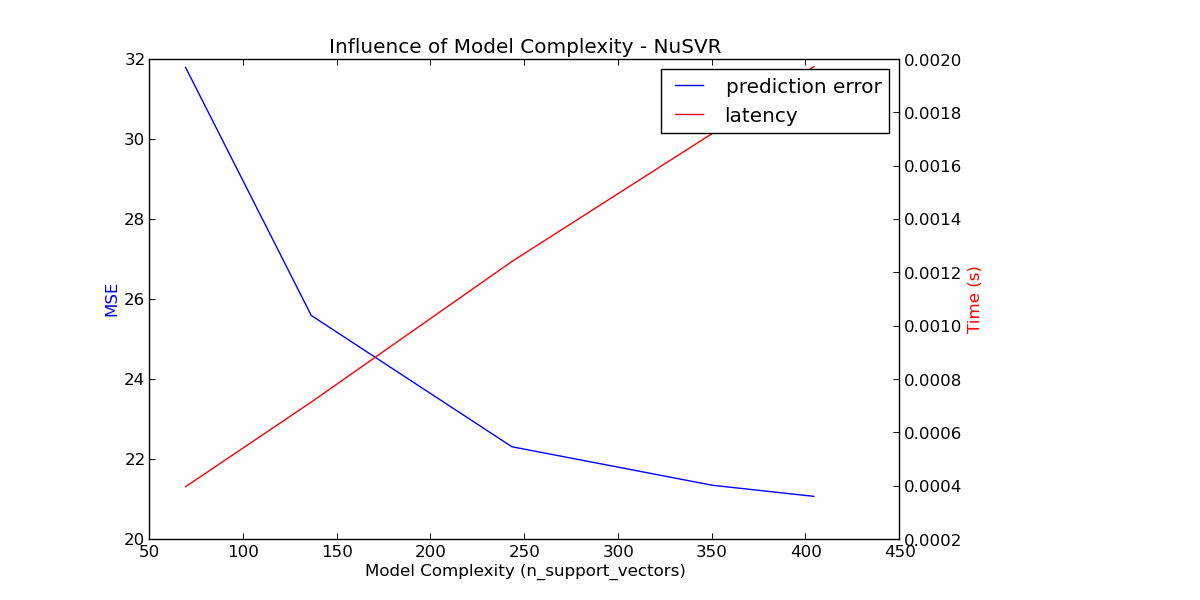 Influence of Model Complexity - NuSVR
prediction error
latency
32
30
28
26
24
22
20
MSE
0.0020
0.0018
0.0016
0.0014
0.0012
0.0010
0.0008
0.0006
0.0004
0.0002
Time (s)
50 100 150 200 250 300 350 400 450
Model Complexity (n_support_vectors)